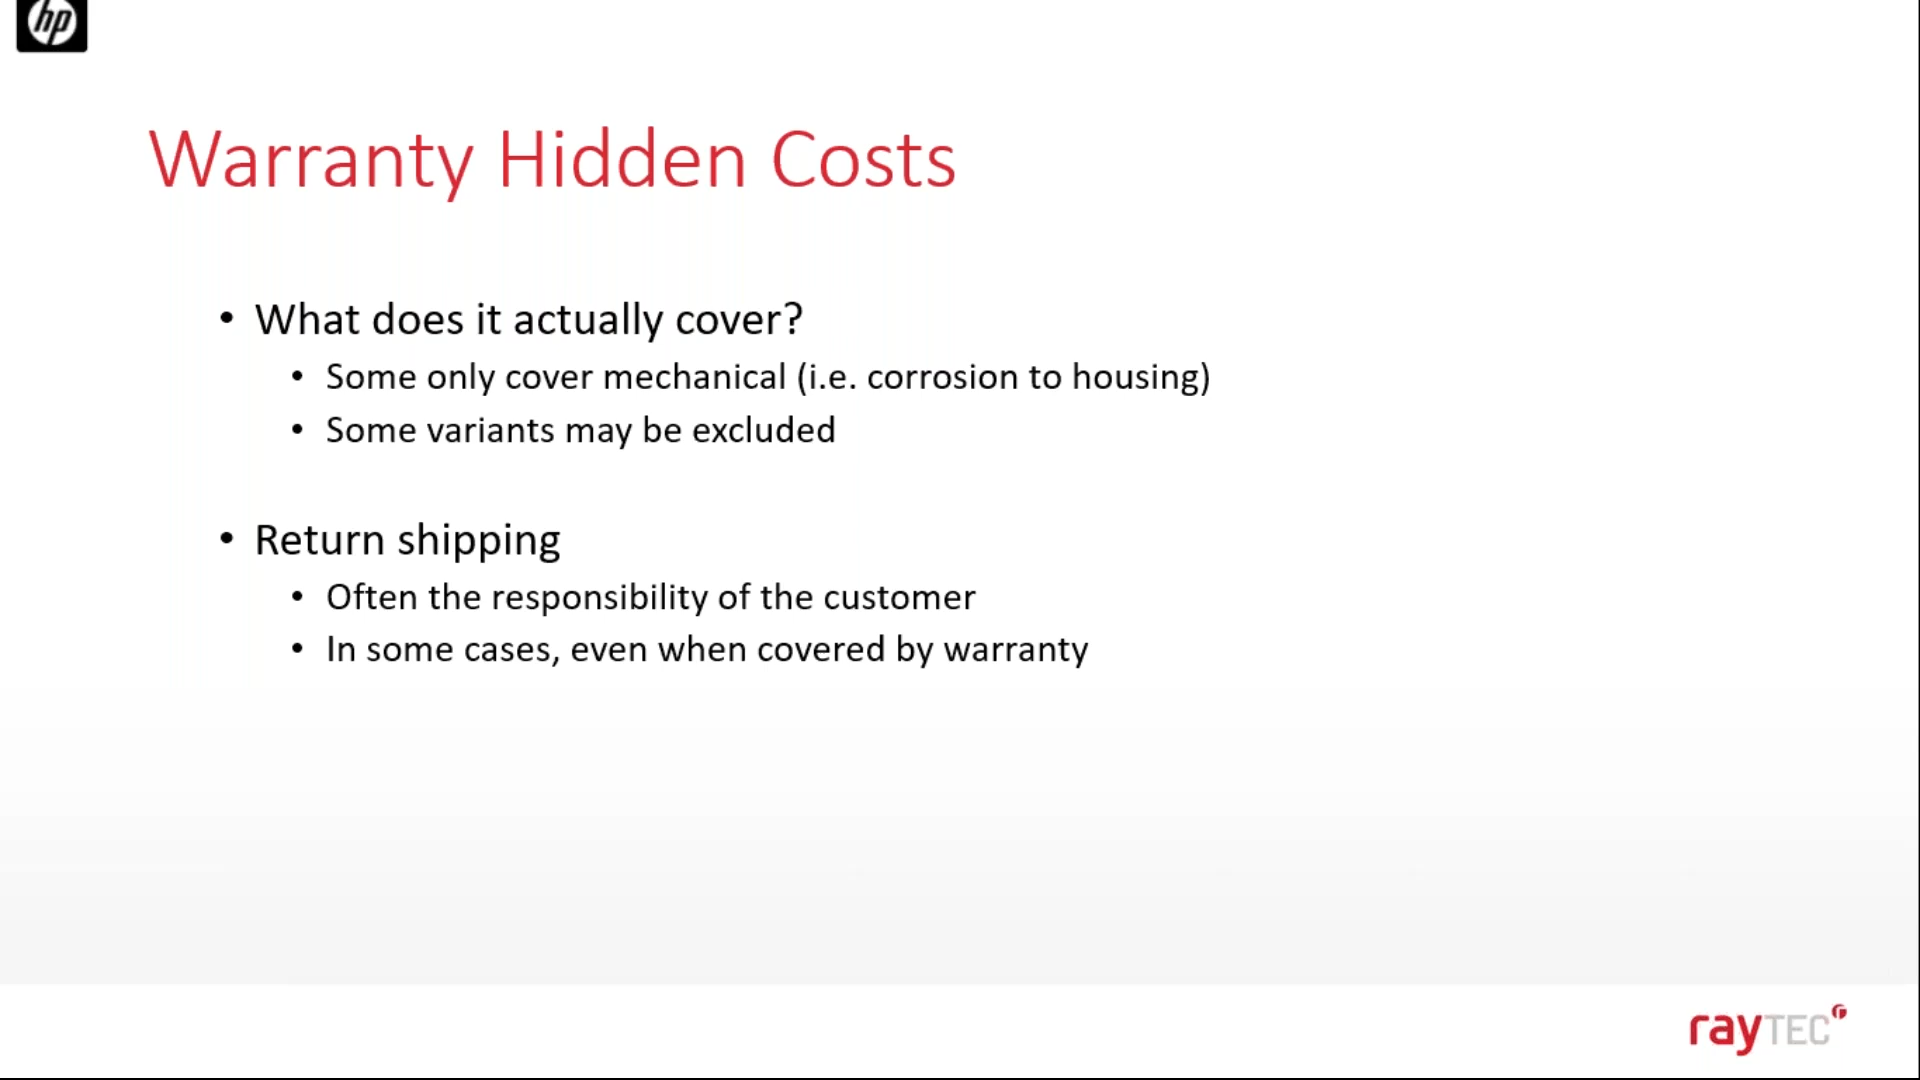 hp
Warranty Hidden Costs
• What does it actually cover?
• Some only cover mechanical (i.e. corrosion to housing)
• Some variants may be excluded
• Return shipping
• Often the responsibility of the customer
• In some cases, even when covered by warranty
rayTEC r